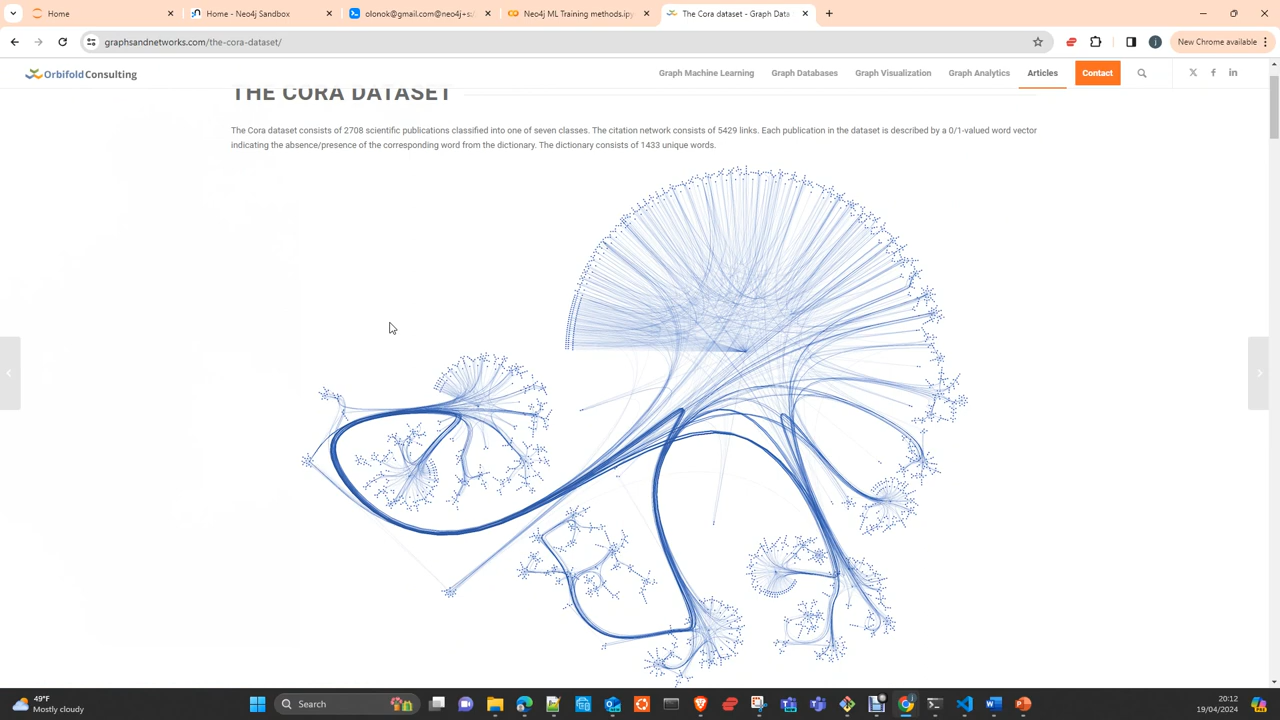 Home
Home - Neo4j Sandbox
olonok@gmail.com@neo4j+s:/
Neo4j ML Training methods.ipy
The Cora dataset - Graph Data
graphsandnetworks.com/the-cora-dataset/
New Chrome available
OrbifoldConsulting
Graph Machine Learning
Graph Databases
Graph Visualization
Graph Analytics
Articles
Contact
THE CORA DATASET
The Cora dataset consists of 2708 scientific publications classified into one of seven classes. The citation network consists of 5429 links. Each publication in the dataset is described by a 0/1-valued word vector
indicating the absence/presence of the corresponding word from the dictionary. The dictionary consists of 1433 unique words.
49°F
Mostly cloudy
Search
20:12
19/04/2024